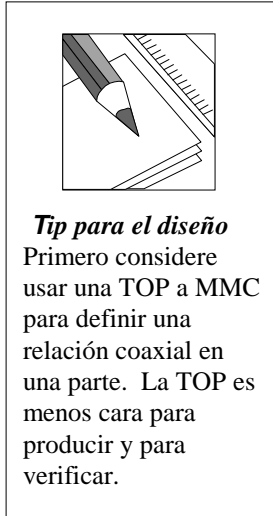 Tip para el diseño
Primero considere
usar una TOP a MMC
para definir una
relación coaxial en
una parte.  La TOP es
menos cara para
producir y para
verificar.